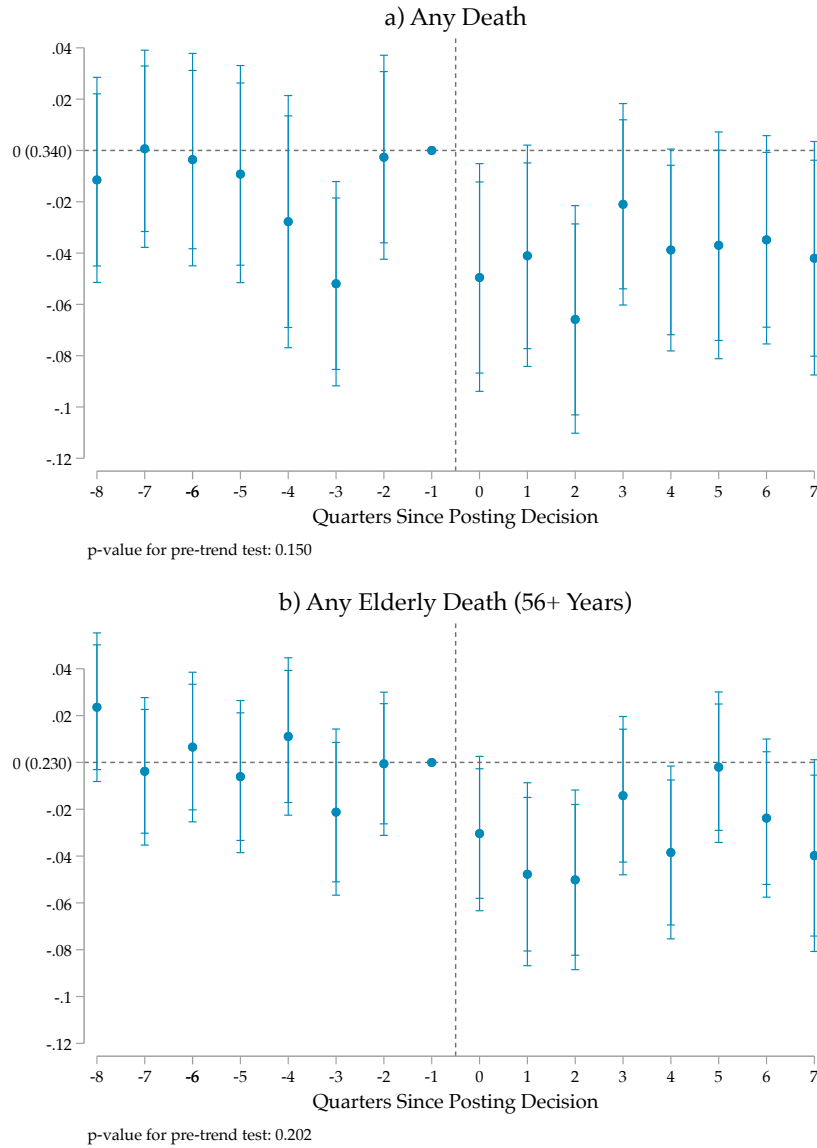 a) Any Death
.04
.02
0 (0.340)
-.02
-.04
-.06
-.08
-.1
-.12
-8 -7 -6 -5 -4 -3 -2 -1 0 1 2 3 4 5 6 7
Quarters Since Posting Decision
p-value for pre-trend test: 0.150
b) Any Elderly Death (56+ Years)
.04
.02
0 (0.230)
-.02
-.04
-.06
-.08
-.1
-.12
-8 -7 -6 -5 -4 -3 -2 -1 0 1 2 3 4 5 6 7
Quarters Since Posting Decision
p-value for pre-trend test: 0.202